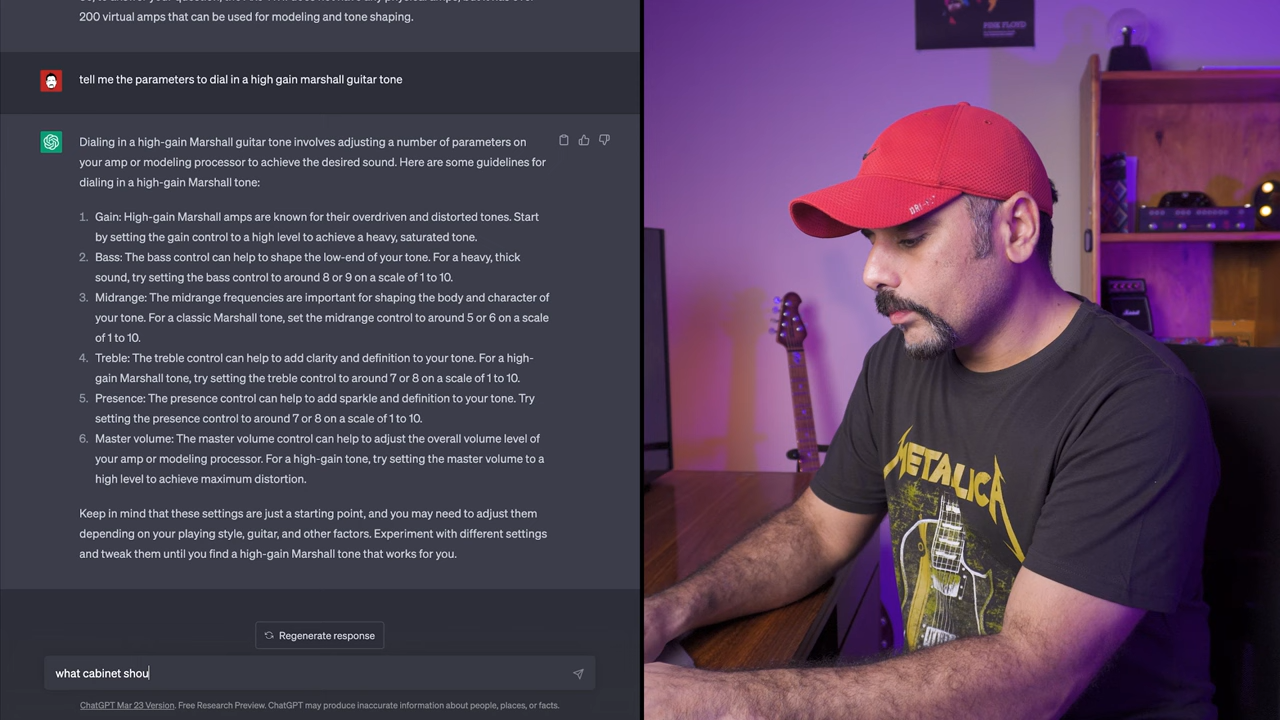 200 virtual amps that can be used for modeling and tone shaping.
tell me the parameters to dial in a high gain marshall guitar tone
Dialing in a high-gain Marshall guitar tone involves adjusting a number of parameters on
your amp or modeling processor to achieve the desired sound. Here are some guidelines for
dialing in a high-gain Marshall tone:
1. Gain: High-gain Marshall amps are known for their overdriven and distorted tones. Start
by setting the gain control to a high level to achieve a heavy, saturated tone.
2. Bass: The bass control can help to shape the low-end of your tone. For a heavy, thick
sound, try setting the bass control to around 8 or 9 on a scale of 1 to 10.
3. Midrange: The midrange frequencies are important for shaping the body and character of
your tone. For a classic Marshall tone, set the midrange control to around 5 or 6 on a scale
of 1 to 10.
4. Treble: The treble control can help to add clarity and definition to your tone. For a high-
gain Marshall tone, try setting the treble control to around 7 or 8 on a scale of 1 to 10.
5. Presence: The presence control can help to add sparkle and definition to your tone. Try
setting the presence control to around 7 or 8 on a scale of 1 to 10.
6. Master volume: The master volume control can help to adjust the overall volume level of
your amp or modeling processor. For a high-gain tone, try setting the master volume to a
high level to achieve maximum distortion.
Keep in mind that these settings are just a starting point, and you may need to adjust them
depending on your playing style, guitar, and other factors. Experiment with different settings
and tweak them until you find a high-gain Marshall tone that works for you.
Regenerate response
what cabinet shou
ChatGPT Mar 23 Version. Free Research Preview. ChatGPT may produce inaccurate information about people, places, or facts.
PINK FLOYD
METALLICA